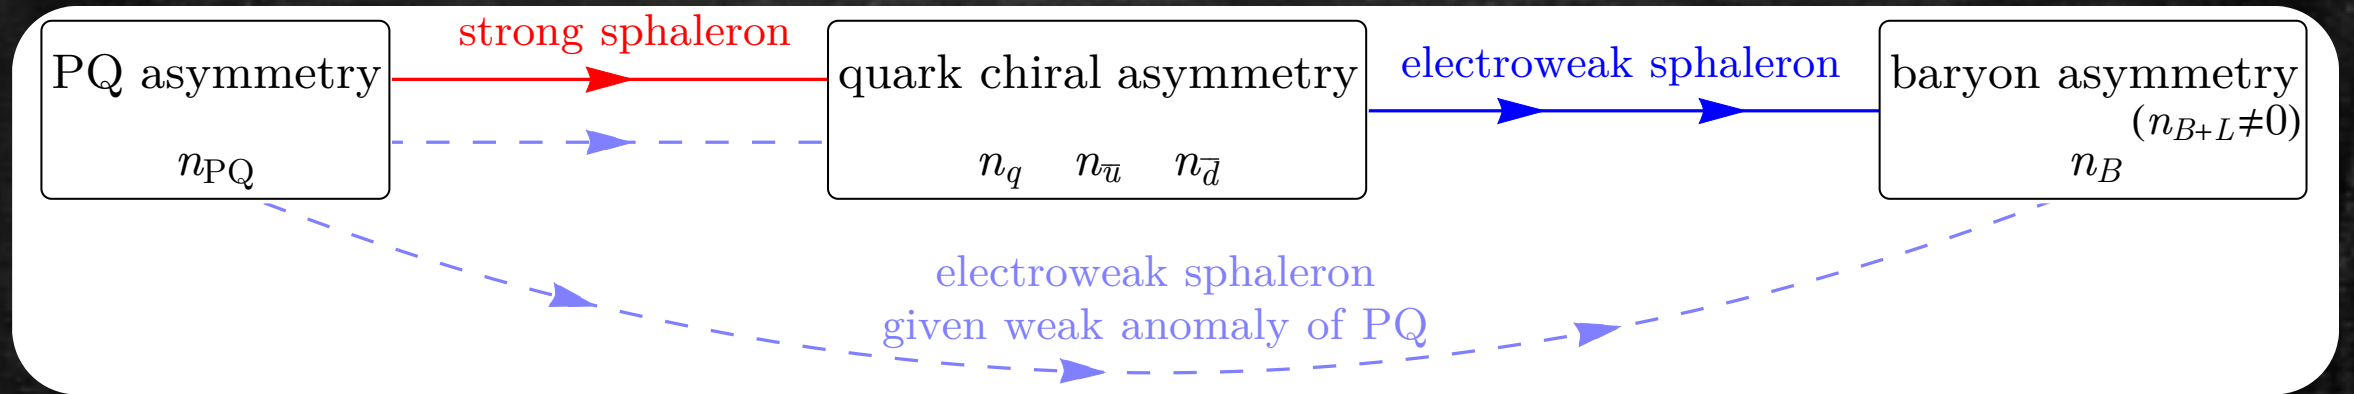 strong sphaleron
PQ asymmetry
n_PQ
quark chiral asymmetry
n_q n_ū n_d̄
electroweak sphaleron
baryon asymmetry
(n_{B+L}≠0)
n_B
electroweak sphaleron
given weak anomaly of PQ